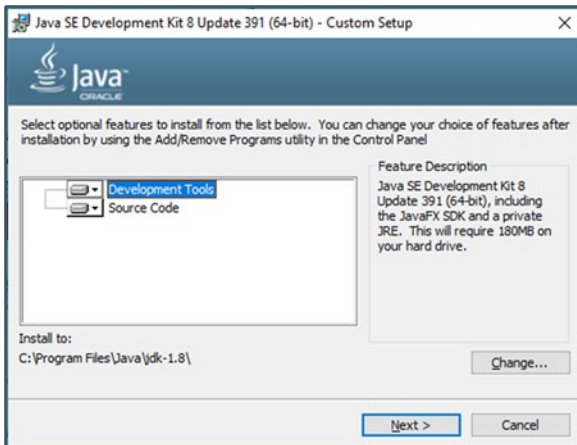 Java SE Development Kit 8 Update 391 (64-bit) - Custom Setup
Java
ORACLE
Select optional features to install from the list below. You can change your choice of features after
installation by using the Add/Remove Programs utility in the Control Panel
Development Tools
Source Code
Feature Description
Java SE Development Kit 8
Update 391 (64-bit), including
the JavaFX SDK and a private
JRE. This will require 180MB on
your hard drive.
Install to:
C:\Program Files\Java\jdk-1.8\
Change...
Next >
Cancel